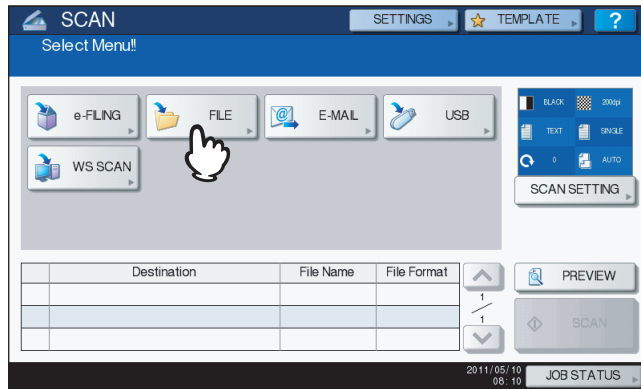 SCAN
SETTINGS
TEMPLATE
?
Select Menu!!
e-FILING
FILE
E-MAIL
USB
WS SCAN
BLACK
200dpi
TEXT
SINGLE
0
AUTO
SCAN SETTING
Destination File Name File Format
1
1
PREVIEW
SCAN
2011/05/10
08:10
JOB STATUS